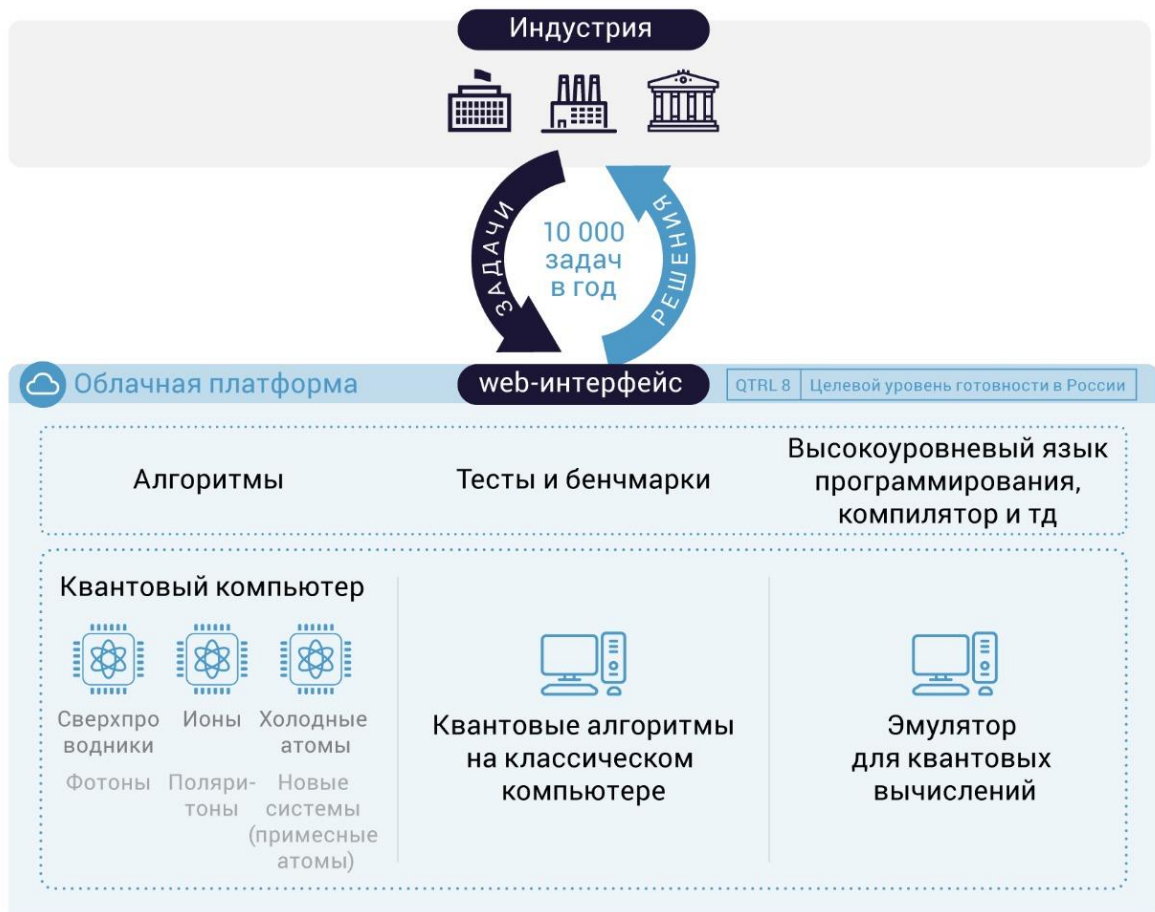 Индустрия
ЗАДАЧИ
РЕШЕНИЯ
10 000
задач
в год
Облачная платформа
web-интерфейс
QTRL 8
Целевой уровень готовности в России
Алгоритмы
Тесты и бенчмарки
Высокоуровневый язык
программирования,
компилятор и тд
Квантовый компьютер
Сверхпро
водники
Ионы
Холодные
атомы
Фотоны
Поляри-
тоны
Новые
системы
(примесные
атомы)
Квантовые алгоритмы
на классическом
компьютере
Эмулятор
для квантовых
вычислений